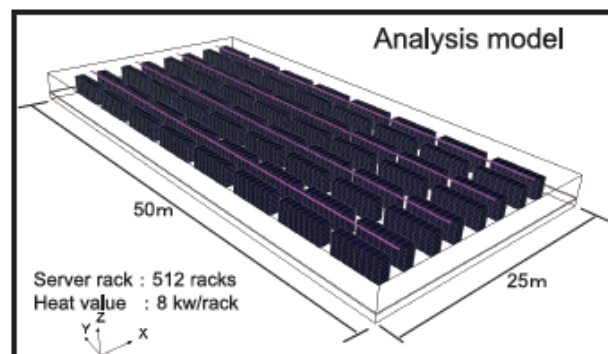 Analysis model
50m
25m
Server rack : 512 racks
Heat value : 8 kw/rack
Z
Y
X